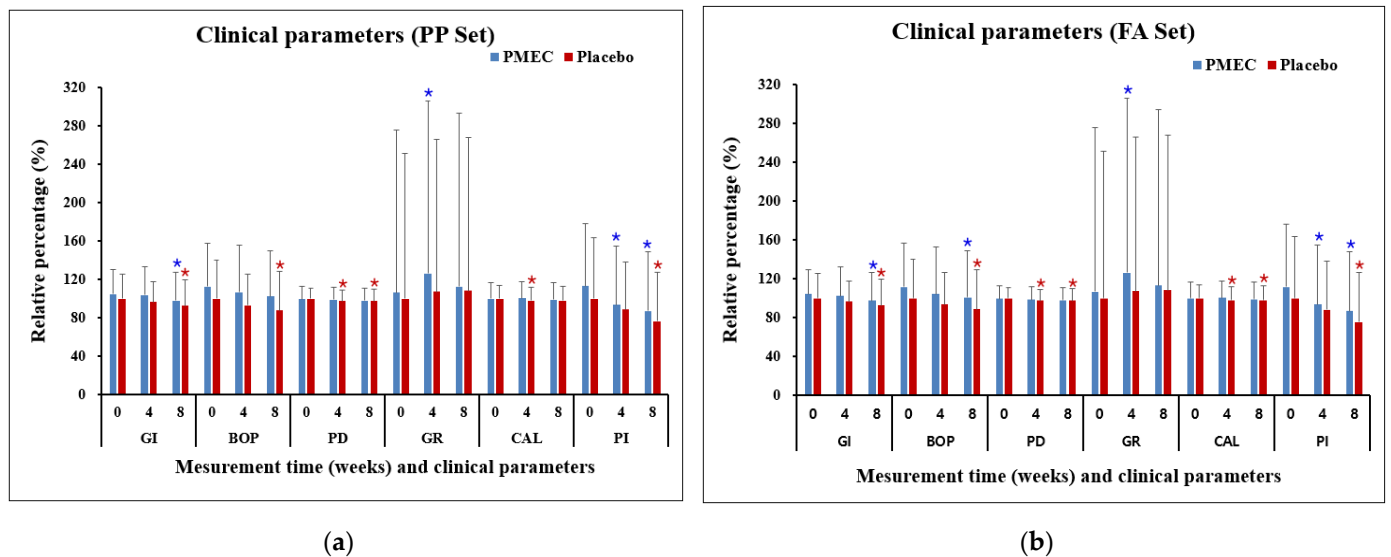 Clinical parameters (PP Set)
PMEC Placebo
Relative percentage (%)
320
280
240
200
160
120
80
40
0
* * * * * * * * * * *
0 4 8 0 4 8 0 4 8 0 4 8 0 4 8 0 4 8
GI BOP PD GR CAL PI
Mesurement time (weeks) and clinical parameters
(a)
Clinical parameters (FA Set)
PMEC Placebo
Relative percentage (%)
320
280
240
200
160
120
80
40
0
* * * * * * * * * * * * *
0 4 8 0 4 8 0 4 8 0 4 8 0 4 8 0 4 8
GI BOP PD GR CAL PI
Mesurement time (weeks) and clinical parameters
(b)